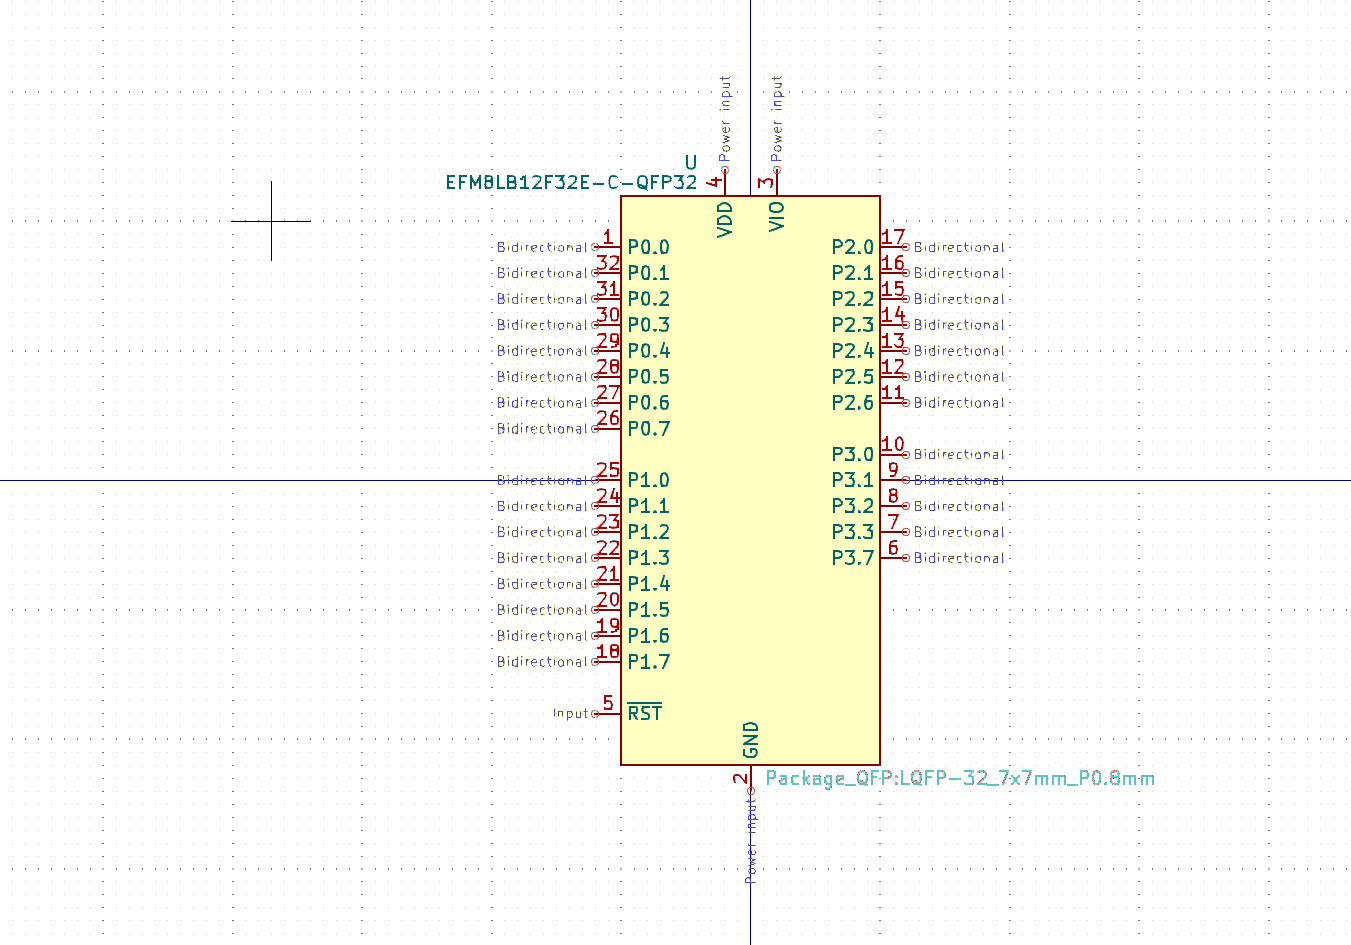 Power input Power input
U
EFM8LB12F32E-C-QFP32
4 3
VDD VIO
Bidirectional 1 P0.0 P2.0 17 Bidirectional
Bidirectional 32 P0.1 P2.1 16 Bidirectional
Bidirectional 31 P0.2 P2.2 15 Bidirectional
Bidirectional 30 P0.3 P2.3 14 Bidirectional
Bidirectional 29 P0.4 P2.4 13 Bidirectional
Bidirectional 28 P0.5 P2.5 12 Bidirectional
Bidirectional 27 P0.6 P2.6 11 Bidirectional
Bidirectional 26 P0.7
P3.0 10 Bidirectional
Bidirectional 25 P1.0 P3.1 9 Bidirectional
Bidirectional 24 P1.1 P3.2 8 Bidirectional
Bidirectional 23 P1.2 P3.3 7 Bidirectional
Bidirectional 22 P1.3 P3.7 6 Bidirectional
Bidirectional 21 P1.4
Bidirectional 20 P1.5
Bidirectional 19 P1.6
Bidirectional 18 P1.7
Input 5 RST
GND
2 Package_QFP:LQFP-32_7x7mm_P0.8mm
Power input